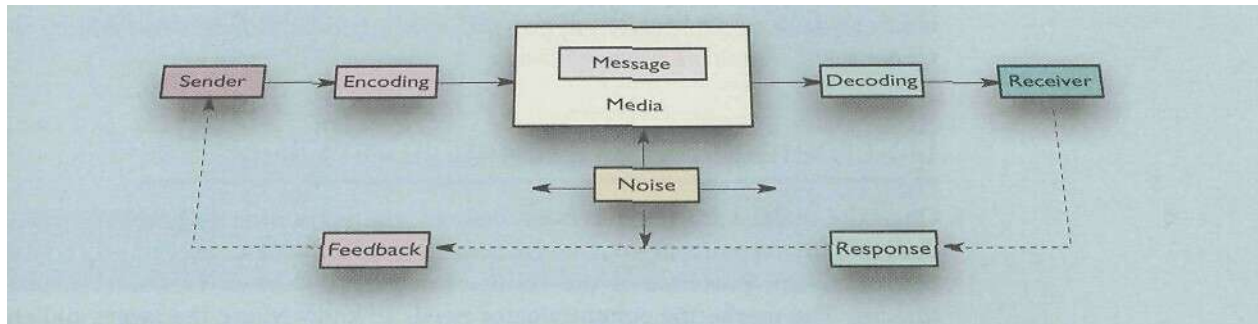 Sender
Encoding
Message
Media
Decoding
Receiver
Noise
Feedback
Response